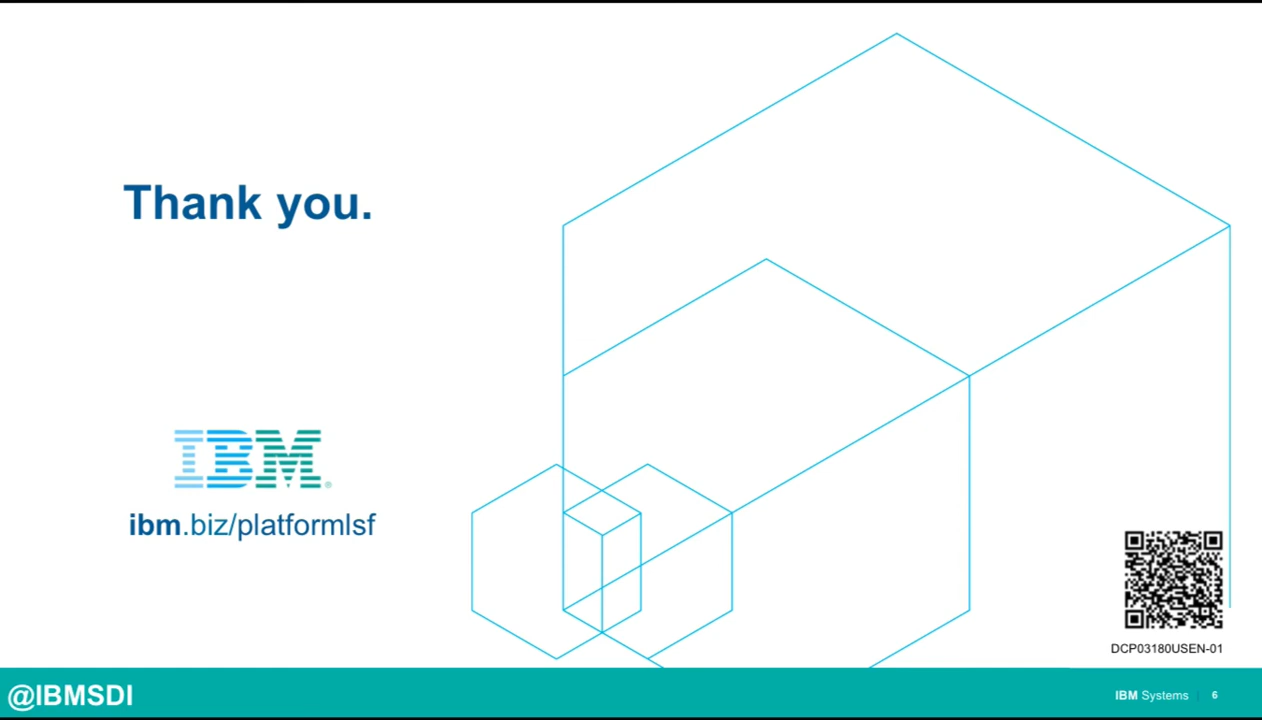 Thank you.
IBM®
ibm.biz/platformlsf
DCP03180USEN-01
@IBMSDI
IBM Systems | 6